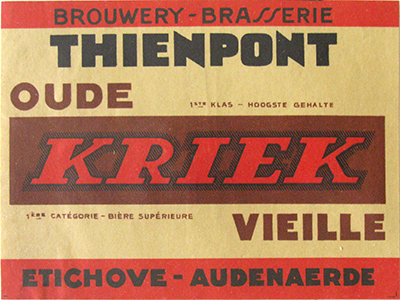 BROUWERY - BRASSERIE
THIENPONT
OUDE
1STE KLAS - HOOGSTE GEHALTE
KRIEK
1ÈRE CATÉGORIE - BIÈRE SUPÉRIEURE
VIEILLE
ETICHOVE - AUDENAERDE